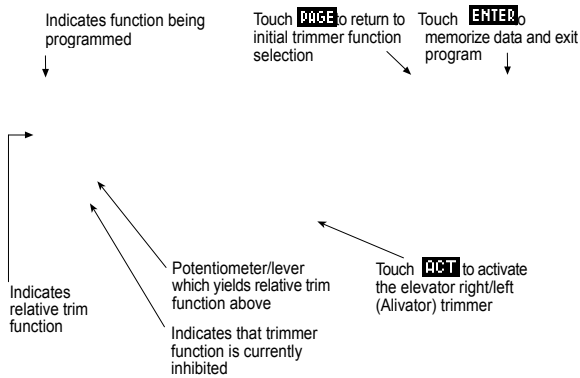 Indicates function being
programmed
Touch PAGE to return to
initial trimmer function
selection
Touch ENTER o
memorize data and exit
program
Indicates
relative trim
function
Potentiometer/lever
which yields relative trim
function above
Indicates that trimmer
function is currently
inhibited
Touch ACT to activate
the elevator right/left
(Alivator) trimmer